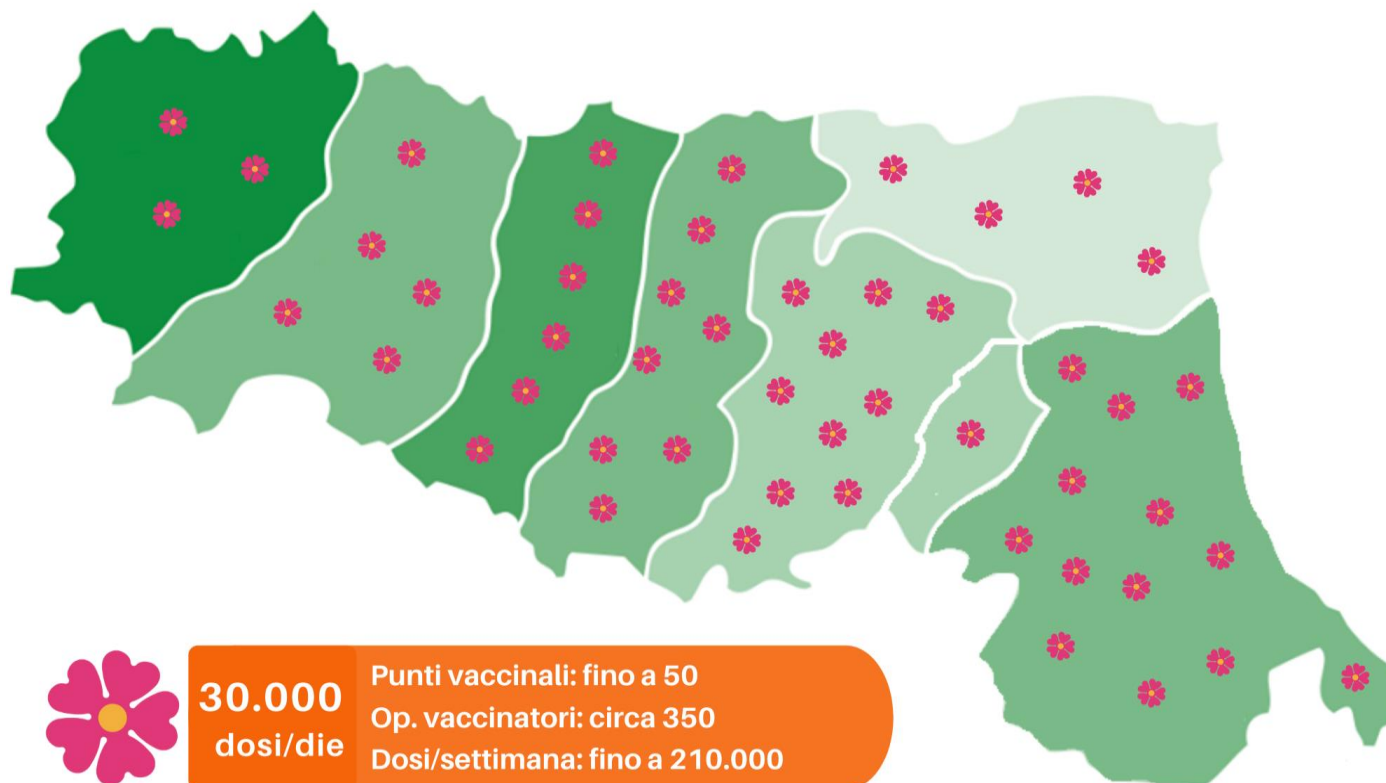 30.000
dosi/die
Punti vaccinali: fino a 50
Op. vaccinatori: circa 350
Dosi/settimana: fino a 210.000